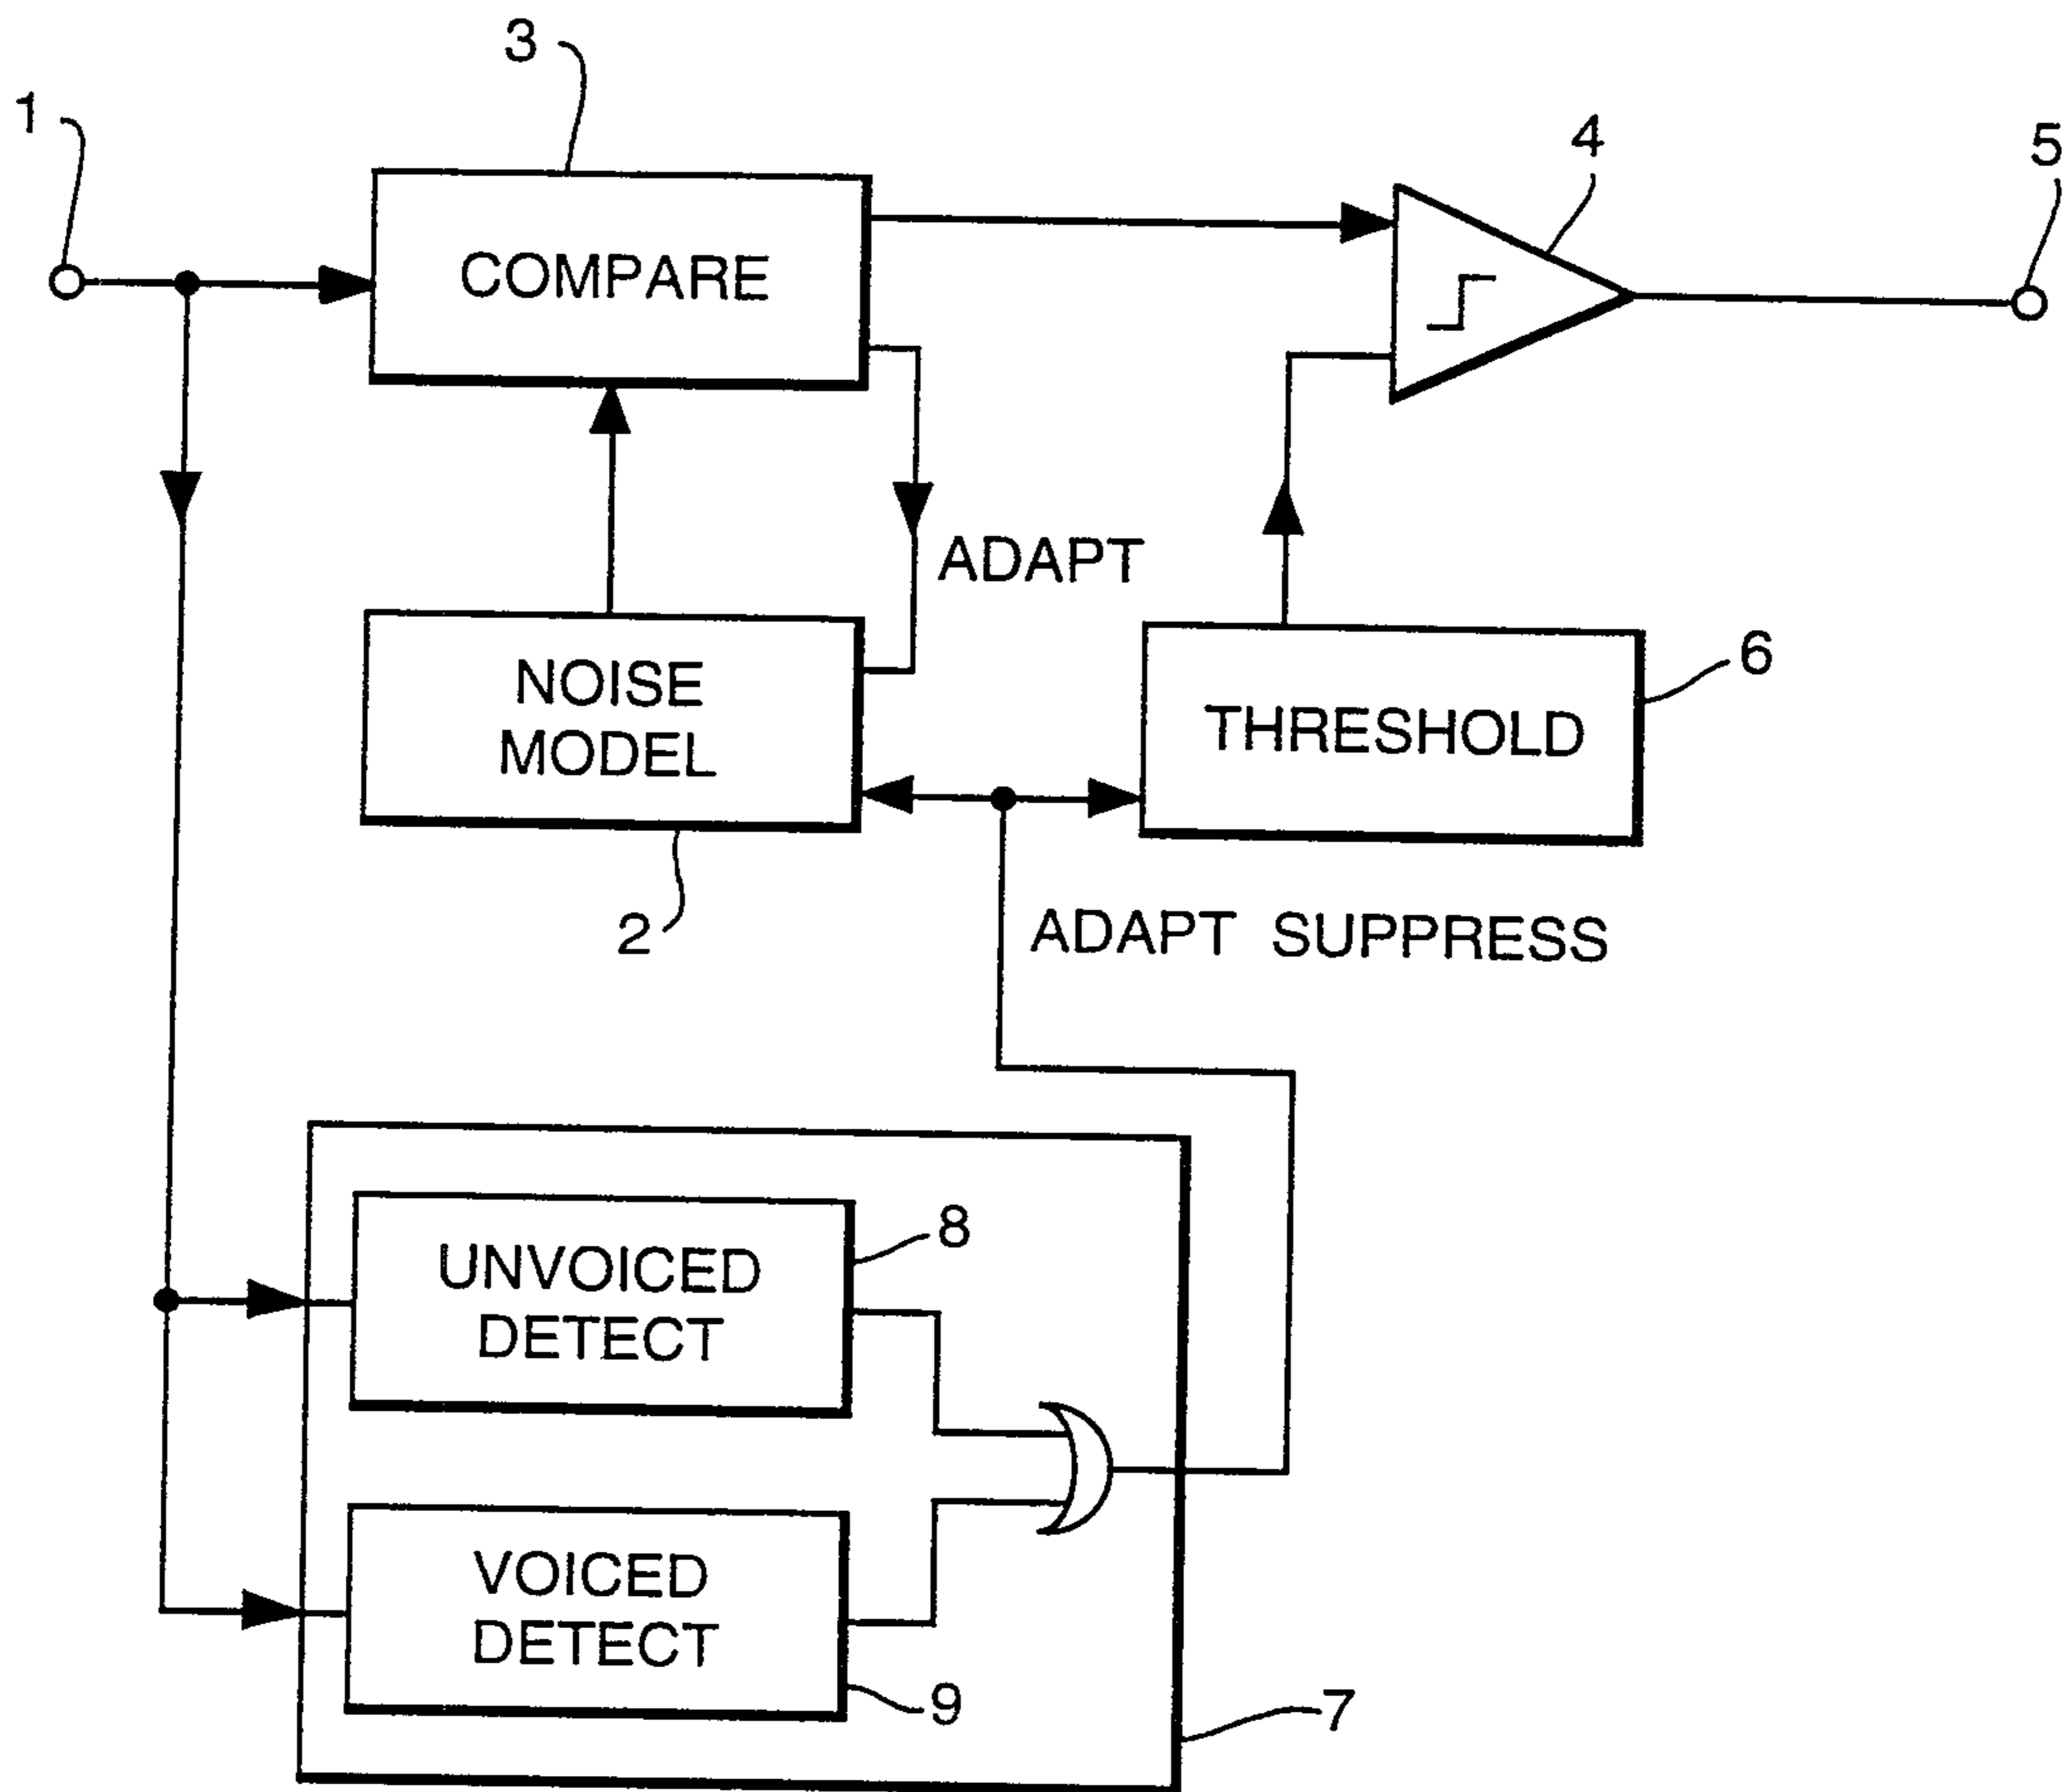 3
1
4
5
COMPARE
ADAPT
NOISE
MODEL
6
THRESHOLD
2
ADAPT SUPPRESS
8
UNVOICED
DETECT
VOICED
DETECT
9
7